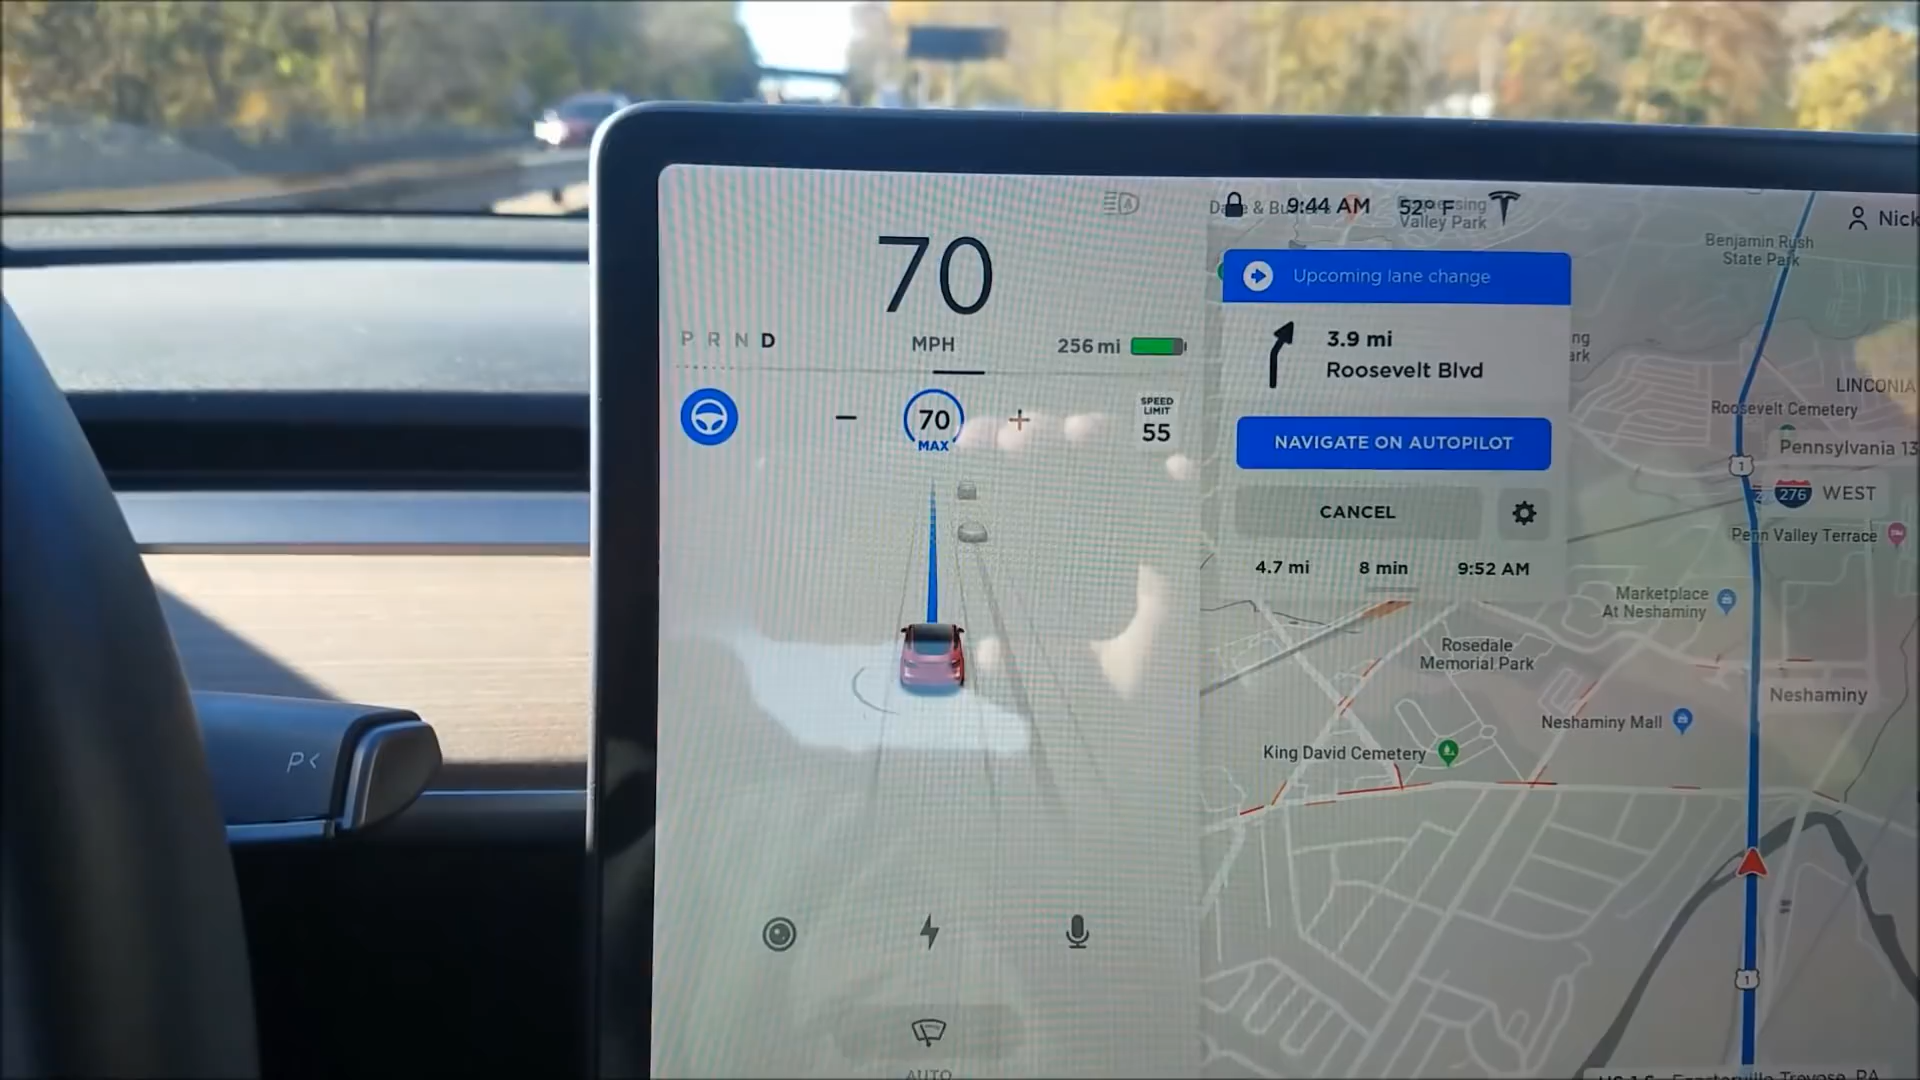 70
P R N D
MPH
256 mi
70
MAX
SPEED
LIMIT
55
9:44 AM
52° F
Valley Park
Nick
Upcoming lane change
3.9 mi
Roosevelt Blvd
NAVIGATE ON AUTOPILOT
CANCEL
4.7 mi
8 min
9:52 AM
Benjamin Rush
State Park
LINCONIA
Roosevelt Cemetery
Pennsylvania 13
1
276 WEST
Penn Valley Terrace
Marketplace
At Neshaminy
Rosedale
Memorial Park
Neshaminy
Neshaminy Mall
King David Cemetery
1
P<
AUTO